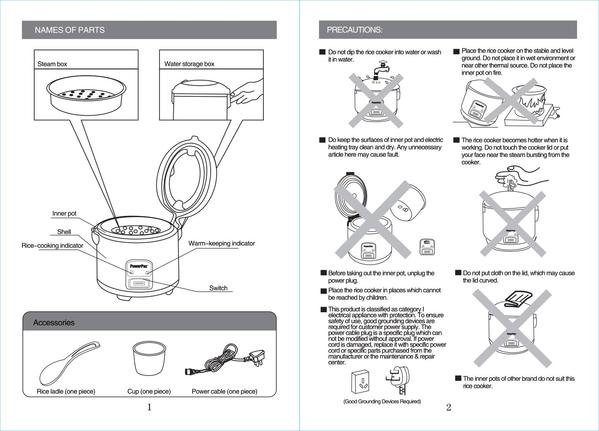 NAMES OF PARTS
Steam box
Water storage box
Inner pot
Shell
Rice-cooking indicator
Warm-keeping indicator
PowerPac
Switch
Accessories
Rice ladle (one piece)
Cup (one piece)
Power cable (one piece)
1
PRECAUTIONS:
Do not dip the rice cooker into water or wash
it in water.
Do keep the surfaces of inner pot and electric
heating tray clean and dry. Any unnecessary
article here may cause fault.
Before taking out the inner pot, unplug the
power plug.
Place the rice cooker in places which cannot
be reached by children.
This product is classified as category I
electrical appliance with protection. To ensure
safety of use, good grounding devices are
required for customer power supply. The
power cable plug is a specific plug which can
not be modified without approval. If power
cord is damaged, replace it with specific power
cord or specific parts purchased from the
manufacturer or the maintenance & repair
center.
(Good Grounding Devices Required)
Place the rice cooker on the stable and level
ground. Do not place it in wet environment or
near other thermal source. Do not place the
inner pot on fire.
The rice cooker becomes hotter when it is
working. Do not touch the cooker lid or put
your face near the steam bursting from the
cooker.
Do not put cloth on the lid, which may cause
the lid curved.
The inner pots of other brand do not suit this
rice cooker.
2